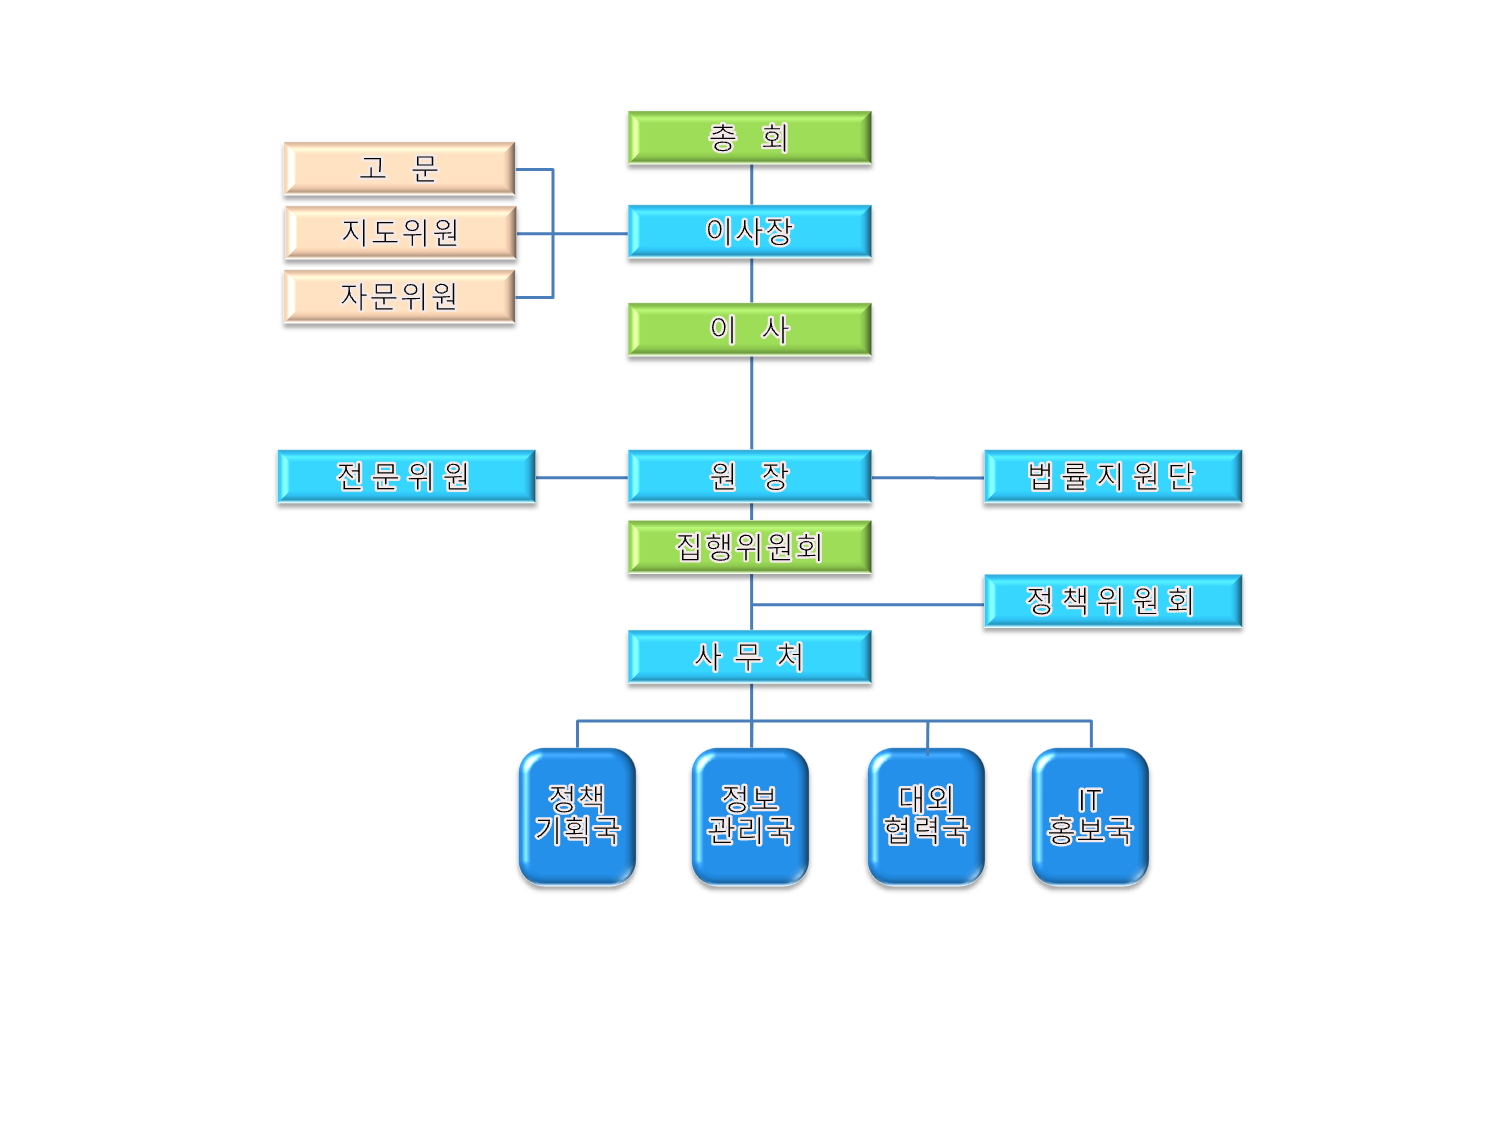 총 회
고 문
이사장
지도위원
자문위원
이 사
전문위원
원 장
법률지원단
집행위원회
정책위원회
사무처
정책
기획국
정보
관리국
대외
협력국
IT
홍보국